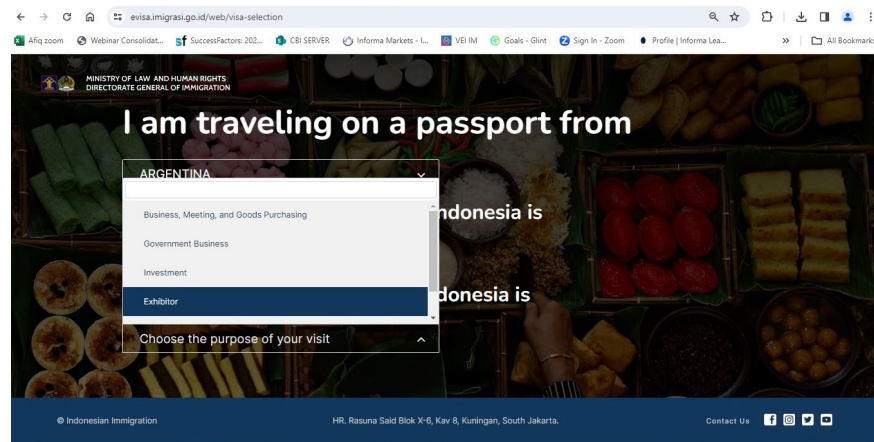 evisa.imigrasi.go.id/web/visa-selection
Afiq zoom Webinar Consolidat... SuccessFactors: 202... CBI SERVER Informa Markets - I... VEI IM Goals - Glint Sign In - Zoom Profile | Informa Lea... » All Bookmarks
MINISTRY OF LAW AND HUMAN RIGHTS
DIRECTORATE GENERAL OF IMMIGRATION
I am traveling on a passport from
ARGENTINA
ndonesia is
Business, Meeting, and Goods Purchasing
Government Business
Investment
Exhibitor
donesia is
Choose the purpose of your visit
© Indonesian Immigration HR. Rasuna Said Blok X-6, Kav 8, Kuningan, South Jakarta. Contact Us